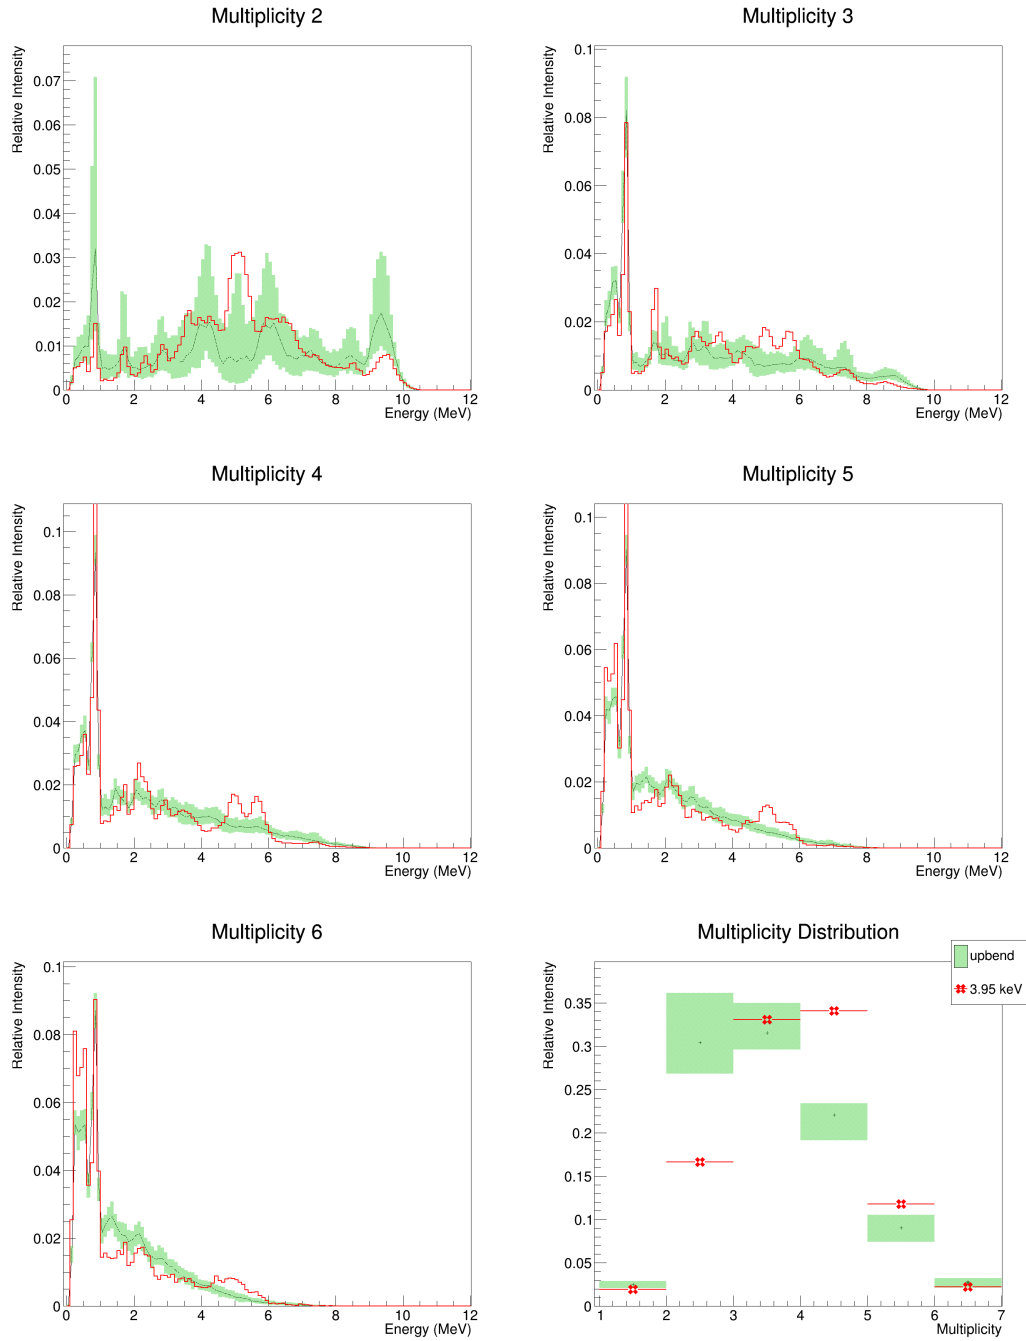 Multiplicity 2
Relative Intensity
0.07
0.06
0.05
0.04
0.03
0.02
0.01
0
0 2 4 6 8 10 12
Energy (MeV)
Multiplicity 3
Relative Intensity
0.1
0.08
0.06
0.04
0.02
0
0 2 4 6 8 10 12
Energy (MeV)
Multiplicity 4
Relative Intensity
0.1
0.08
0.06
0.04
0.02
0
0 2 4 6 8 10 12
Energy (MeV)
Multiplicity 5
Relative Intensity
0.1
0.08
0.06
0.04
0.02
0
0 2 4 6 8 10 12
Energy (MeV)
Multiplicity 6
Relative Intensity
0.1
0.08
0.06
0.04
0.02
0
0 2 4 6 8 10 12
Energy (MeV)
Multiplicity Distribution
Relative Intensity
upbend
3.95 keV
0.35
0.3
0.25
0.2
0.15
0.1
0.05
0
1 2 3 4 5 6 7
Multiplicity